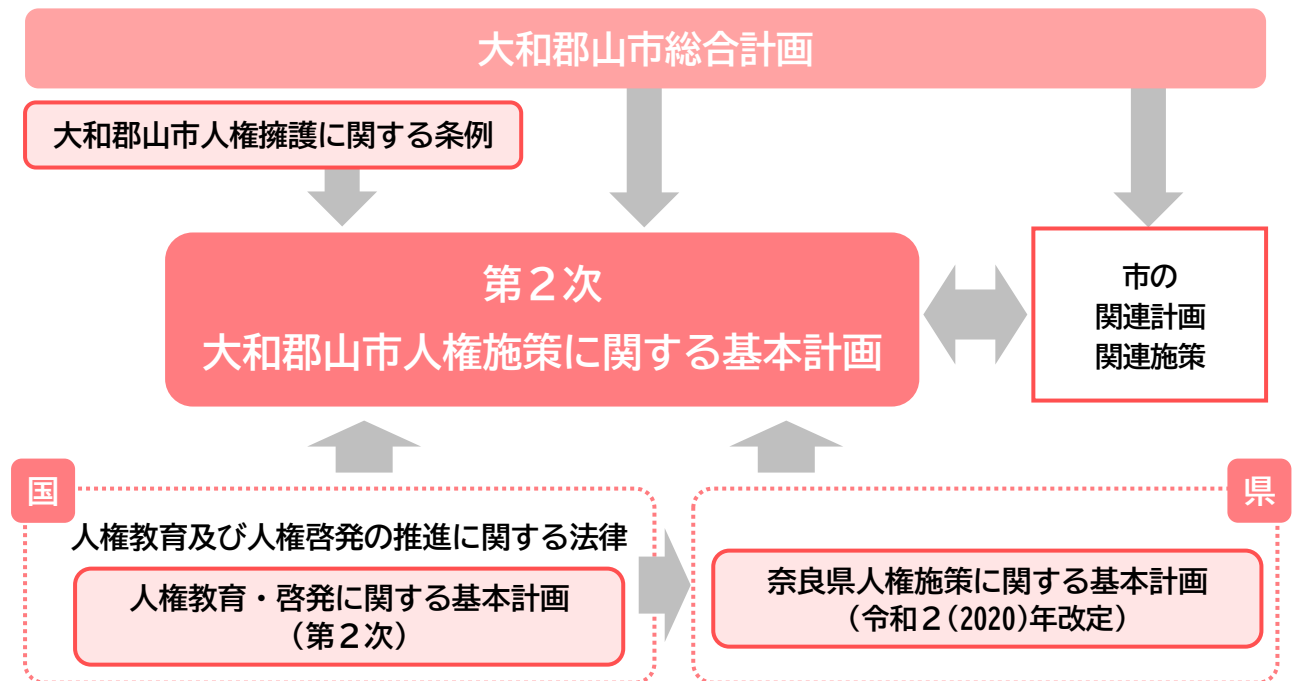 大和郡山市総合計画
大和郡山市人権擁護に関する条例
第２次
大和郡山市人権施策に関する基本計画
市の
関連計画
関連施策
国
人権教育及び人権啓発の推進に関する法律
人権教育・啓発に関する基本計画
（第２次）
県
奈良県人権施策に関する基本計画
（令和２(2020)年改定）